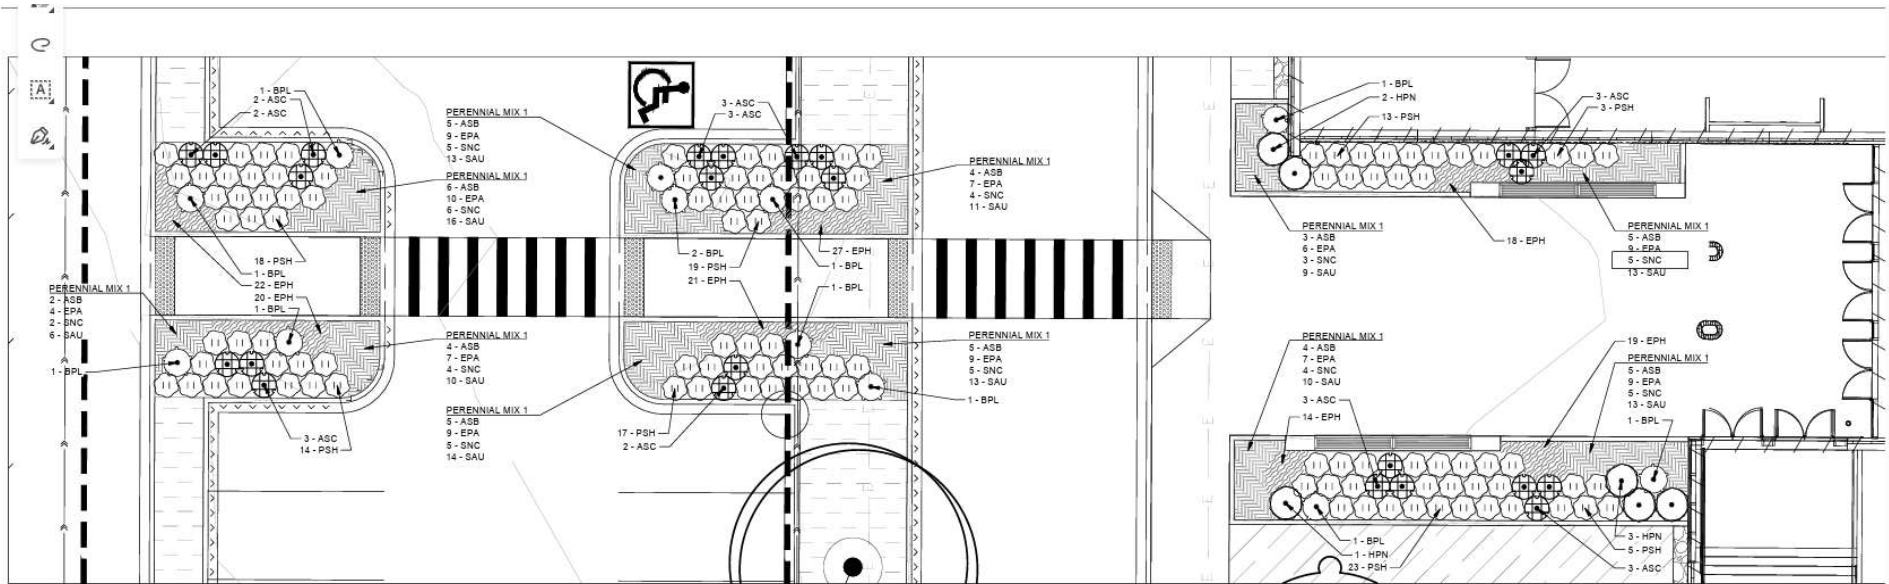 A
1 - BPL
2 - ASC
2 - ASC
PERENNIAL MIX 1
5 - ASB
9 - EPA
5 - SNC
13 - SAU
PERENNIAL MIX 1
6 - ASB
10 - EPA
6 - SNC
16 - SAU
3 - ASC
3 - ASC
PERENNIAL MIX 1
4 - ASB
7 - EPA
4 - SNC
11 - SAU
1 - BPL
2 - HPN
13 - PSH
3 - ASC
3 - PSH
18 - PSH
1 - BPL
22 - EPH
20 - EPH
1 - BPL
PERENNIAL MIX 1
2 - ASB
4 - EPA
2 - SNC
6 - SAU
1 - BPL
2 - BPL
19 - PSH
21 - EPH
27 - EPH
1 - BPL
1 - BPL
PERENNIAL MIX 1
3 - ASB
6 - EPA
3 - SNC
9 - SAU
18 - EPH
PERENNIAL MIX 1
5 - ASB
9 - EPA
5 - SNC
13 - SAU
PERENNIAL MIX 1
4 - ASB
7 - EPA
4 - SNC
10 - SAU
PERENNIAL MIX 1
5 - ASB
9 - EPA
5 - SNC
14 - SAU
3 - ASC
14 - PSH
17 - PSH
2 - ASC
PERENNIAL MIX 1
5 - ASB
9 - EPA
5 - SNC
13 - SAU
1 - BPL
PERENNIAL MIX 1
4 - ASB
7 - EPA
4 - SNC
10 - SAU
3 - ASC
14 - EPH
19 - EPH
PERENNIAL MIX 1
5 - ASB
9 - EPA
5 - SNC
13 - SAU
1 - BPL
1 - BPL
1 - HPN
23 - PSH
3 - HPN
5 - PSH
3 - ASC